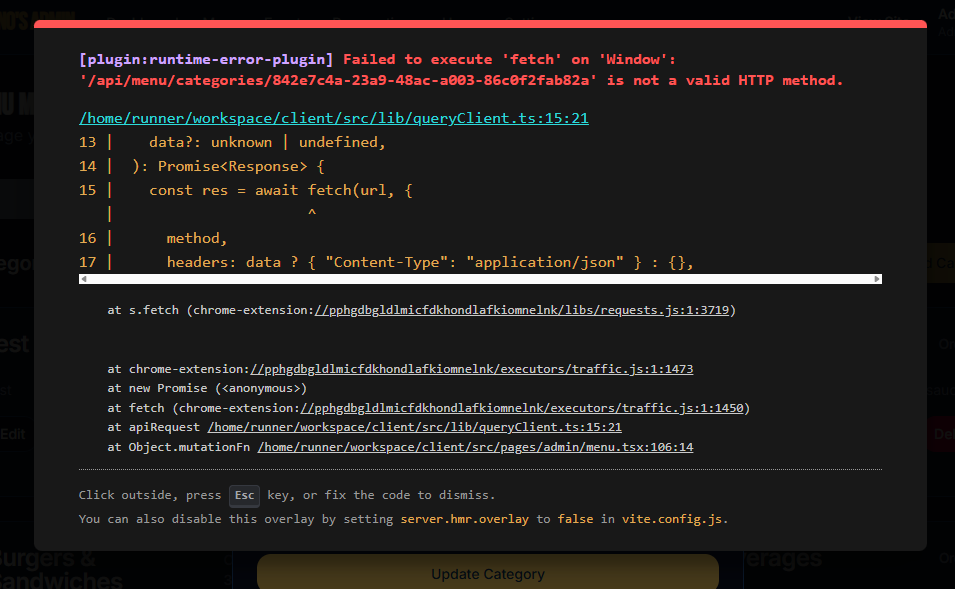 [plugin:runtime-error-plugin] Failed to execute 'fetch' on 'Window':
'/api/menu/categories/842e7c4a-23a9-48ac-a003-86c0f2fab82a' is not a valid HTTP method.
/home/runner/workspace/client/src/lib/queryClient.ts:15:21
13 | data?: unknown | undefined,
14 | ): Promise<Response> {
15 | const res = await fetch(url, {
| ^
16 | method,
17 | headers: data ? { "Content-Type": "application/json" } : {},
at s.fetch (chrome-extension://pphgdbgldlmicfdkhondlafkiomnelnk/libs/requests.js:1:3719)
at chrome-extension://pphgdbgldlmicfdkhondlafkiomnelnk/executors/traffic.js:1:1473
at new Promise (<anonymous>)
at fetch (chrome-extension://pphgdbgldlmicfdkhondlafkiomnelnk/executors/traffic.js:1:1450)
at apiRequest /home/runner/workspace/client/src/lib/queryClient.ts:15:21
at Object.mutationFn /home/runner/workspace/client/src/pages/admin/menu.tsx:106:14
Edit
Click outside, press Esc key, or fix the code to dismiss.
You can also disable this overlay by setting server.hmr.overlay to false in vite.config.js.
urgers &
andwiches
erages
Update Category